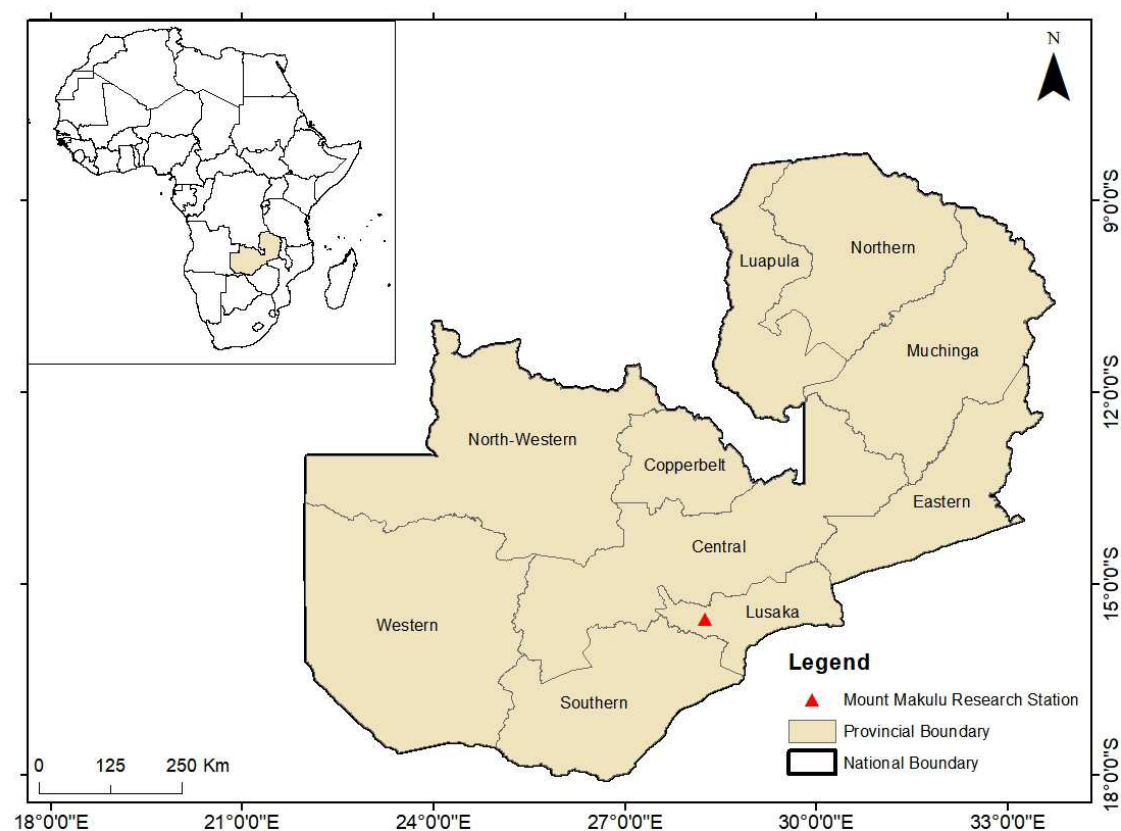 N
9°0'0"S
Northern
Luapula
Muchinga
12°0'0"S
North-Western
Copperbelt
Eastern
Central
15°0'0"S
Lusaka
Western
Southern
Legend
Mount Makulu Research Station
Provincial Boundary
National Boundary
0 125 250 Km
18°0'0"S
18°0'0"E 21°0'0"E 24°0'0"E 27°0'0"E 30°0'0"E 33°0'0"E